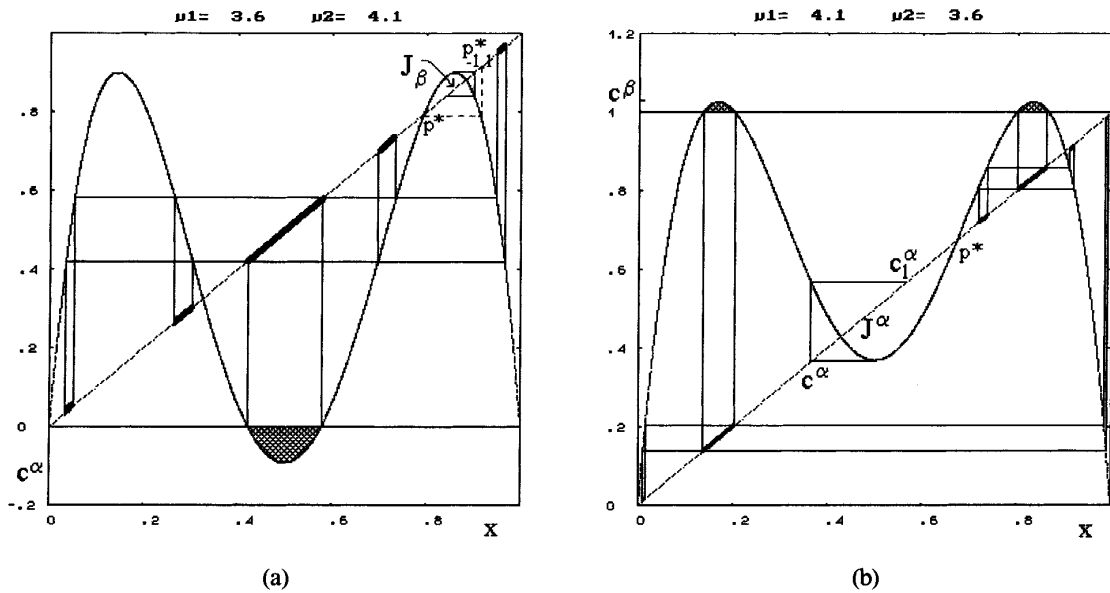 μ1= 3.6 μ2= 4.1
.8
.6
.4
.2
0
-.2
0 .2 .4 .6 .8
X
c^α
J_β
p*_-1,1
p*
(a)
μ1= 4.1 μ2= 3.6
1.2
1
.8
.6
.4
.2
0
0 .2 .4 .6 .8
X
c^β
c_1^α
J^α
c^α
p*
(b)